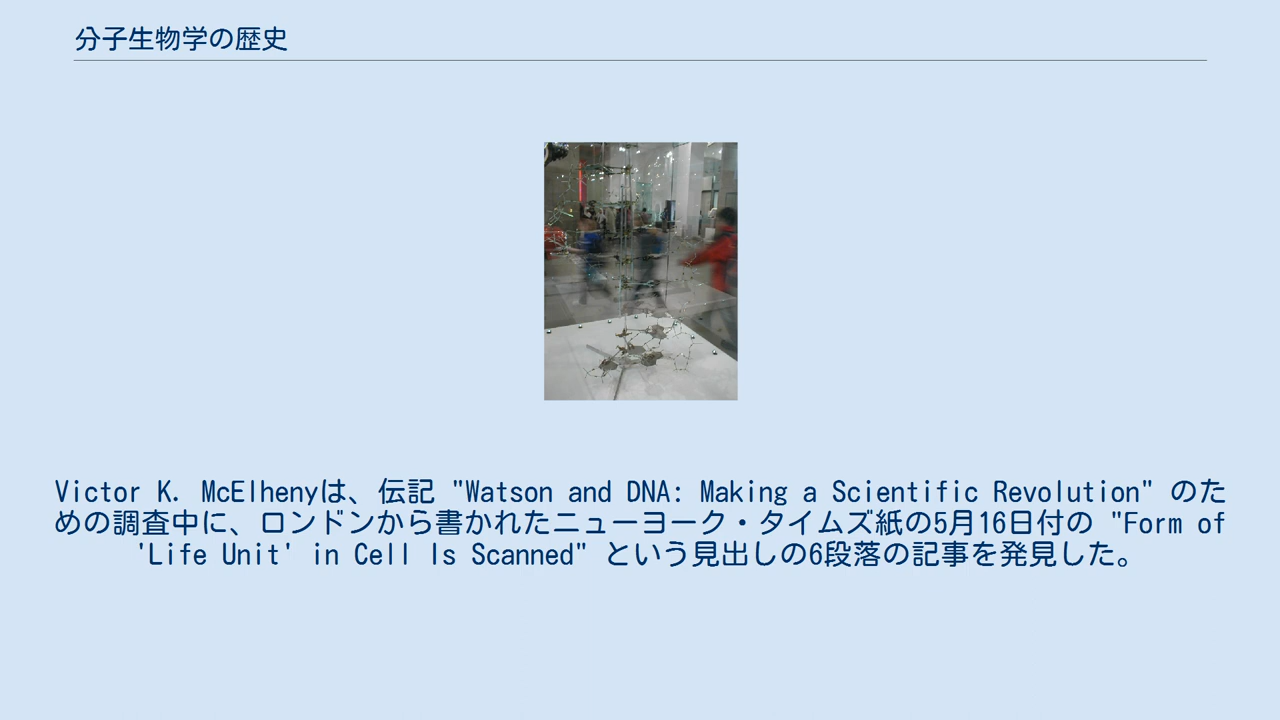 分子生物学の歴史
Victor K. McElhenyは、伝記 "Watson and DNA: Making a Scientific Revolution" のた
めの調査中に、ロンドンから書かれたニューヨーク・タイムズ紙の5月16日付の "Form of
'Life Unit' in Cell Is Scanned" という見出しの6段落の記事を発見した。